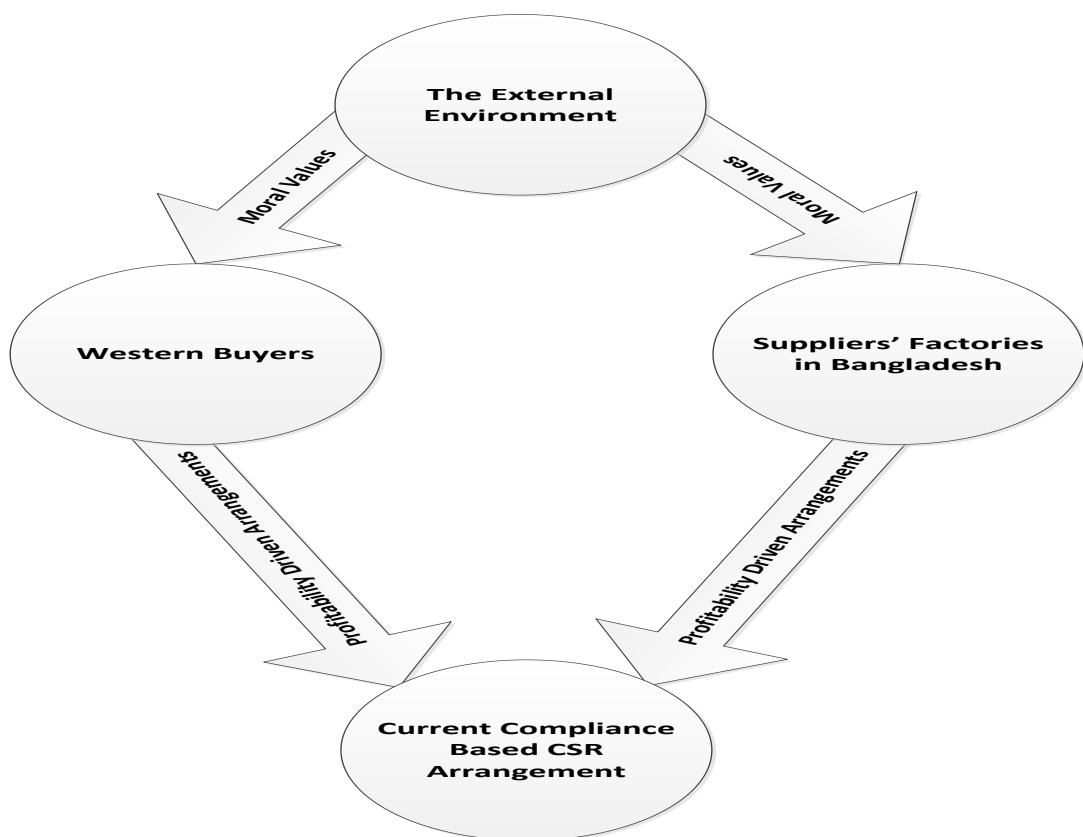 The External
Environment
Moral Values
Moral Values
Western Buyers
Suppliers’ Factories
in Bangladesh
Profitability Driven Arrangements
Profitability Driven Arrangements
Current Compliance
Based CSR
Arrangement